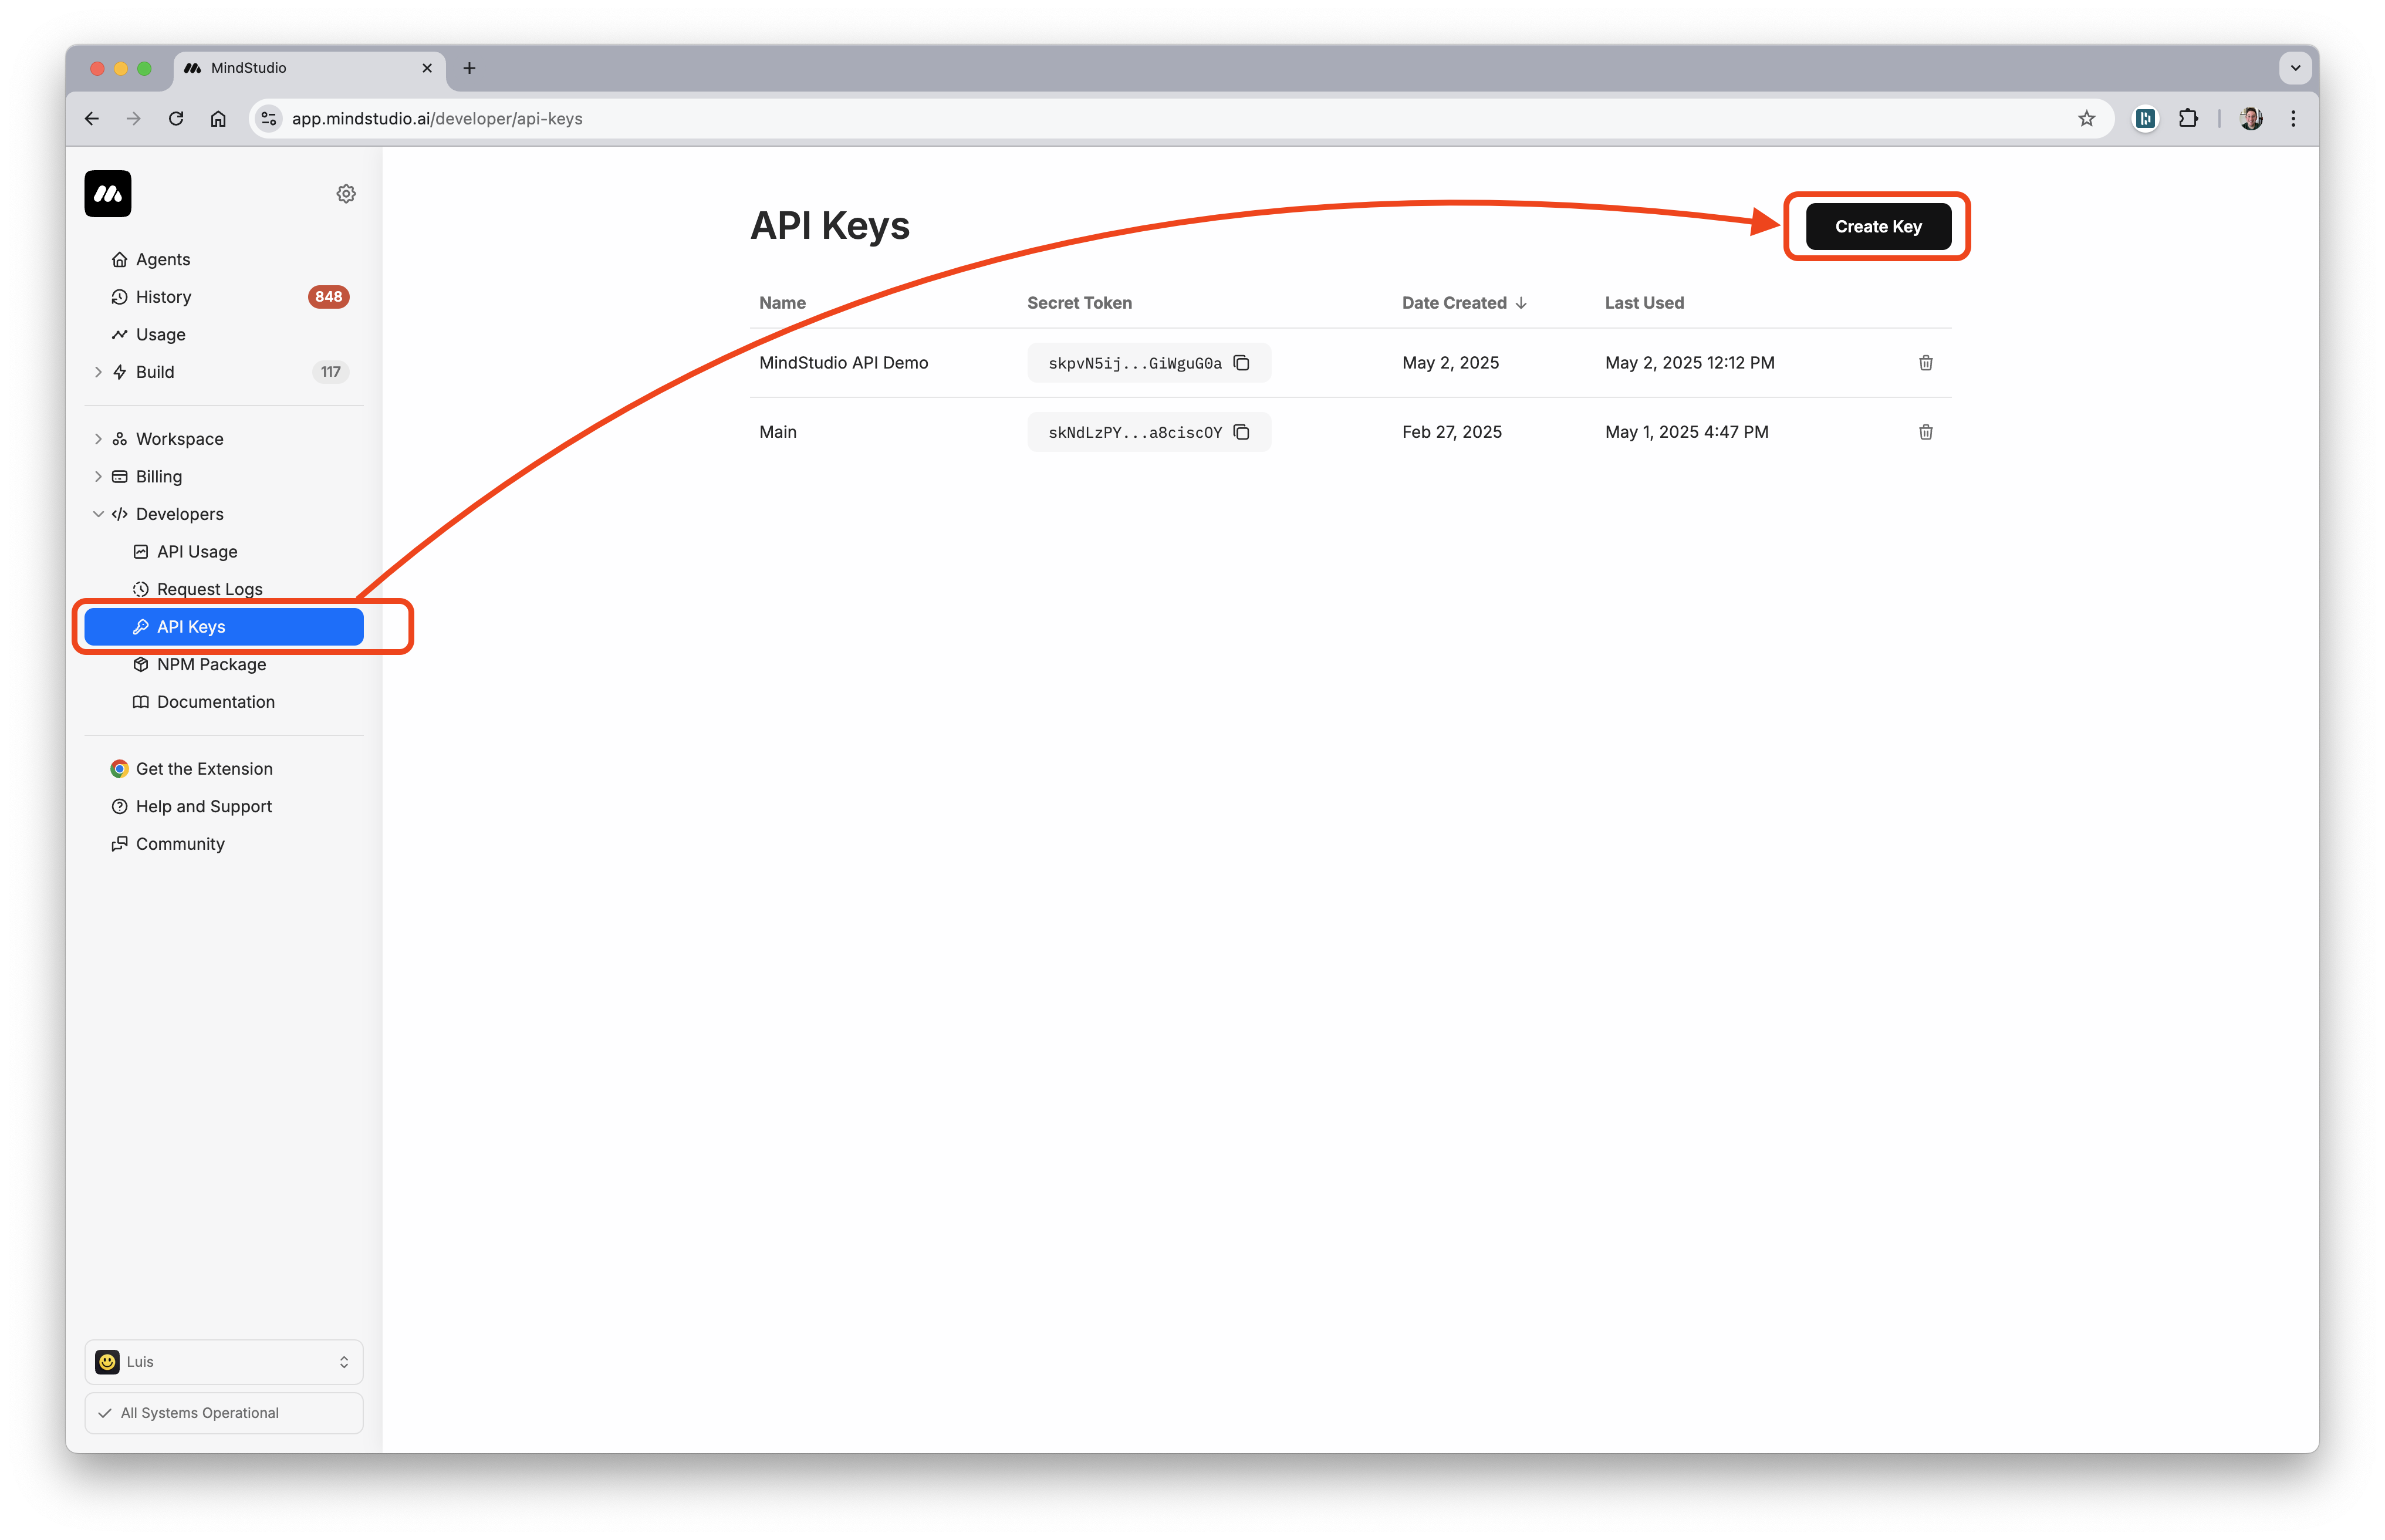 MindStudio
app.mindstudio.ai/developer/api-keys
Agents
History 848
Usage
Build 117
Workspace
Billing
Developers
API Usage
Request Logs
API Keys
NPM Package
Documentation
Get the Extension
Help and Support
Community
Luis
All Systems Operational
API Keys
Create Key
Name Secret Token Date Created Last Used
MindStudio API Demo skpvN5ij...GiWguG0a May 2, 2025 May 2, 2025 12:12 PM
Main skNdLzPY...a8ciscOY Feb 27, 2025 May 1, 2025 4:47 PM